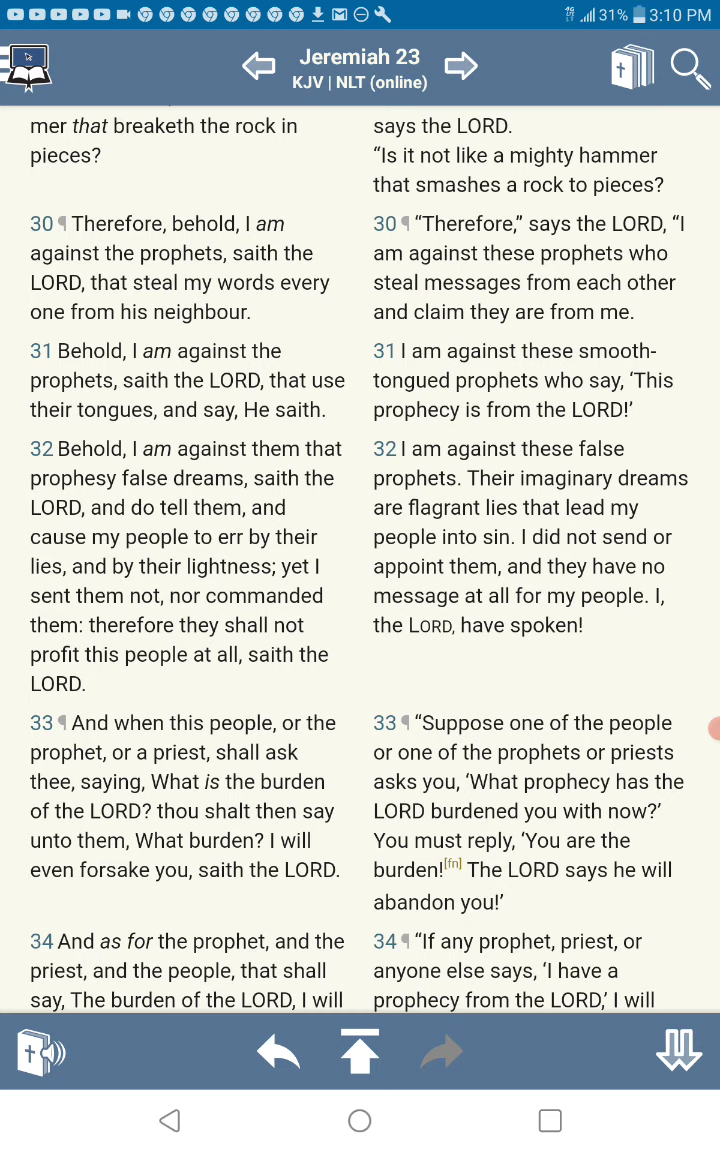 31% 3:10 PM
Jeremiah 23
KJV | NLT (online)
mer that breaketh the rock in
pieces?
30 ¶ Therefore, behold, I am
against the prophets, saith the
LORD, that steal my words every
one from his neighbour.
31 Behold, I am against the
prophets, saith the LORD, that use
their tongues, and say, He saith.
32 Behold, I am against them that
prophesy false dreams, saith the
LORD, and do tell them, and
cause my people to err by their
lies, and by their lightness; yet I
sent them not, nor commanded
them: therefore they shall not
profit this people at all, saith the
LORD.
33 ¶ And when this people, or the
prophet, or a priest, shall ask
thee, saying, What is the burden
of the LORD? thou shalt then say
unto them, What burden? I will
even forsake you, saith the LORD.
34 And as for the prophet, and the
priest, and the people, that shall
say, The burden of the LORD, I will
says the LORD.
“Is it not like a mighty hammer
that smashes a rock to pieces?
30 ¶ “Therefore,” says the LORD, “I
am against these prophets who
steal messages from each other
and claim they are from me.
31 I am against these smooth-
tongued prophets who say, ‘This
prophecy is from the LORD!’
32 I am against these false
prophets. Their imaginary dreams
are flagrant lies that lead my
people into sin. I did not send or
appoint them, and they have no
message at all for my people. I,
the LORD, have spoken!
33 ¶ “Suppose one of the people
or one of the prophets or priests
asks you, ‘What prophecy has the
LORD burdened you with now?’
You must reply, ‘You are the
burden![fn] The LORD says he will
abandon you!’
34 ¶ “If any prophet, priest, or
anyone else says, ‘I have a
prophecy from the LORD,’ I will